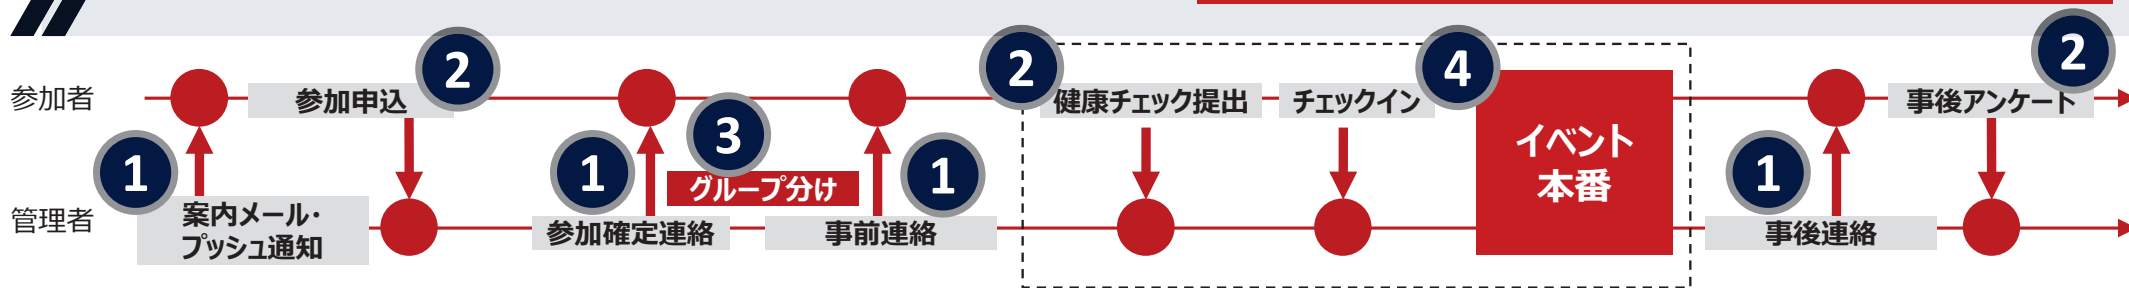 参加者
1
参加申込
2
1
3
グループ分け
1
2
健康チェック提出
チェックイン
4
イベント
本番
1
事後アンケート
2
管理者
案内メール・
プッシュ通知
参加確定連絡
事前連絡
事後連絡